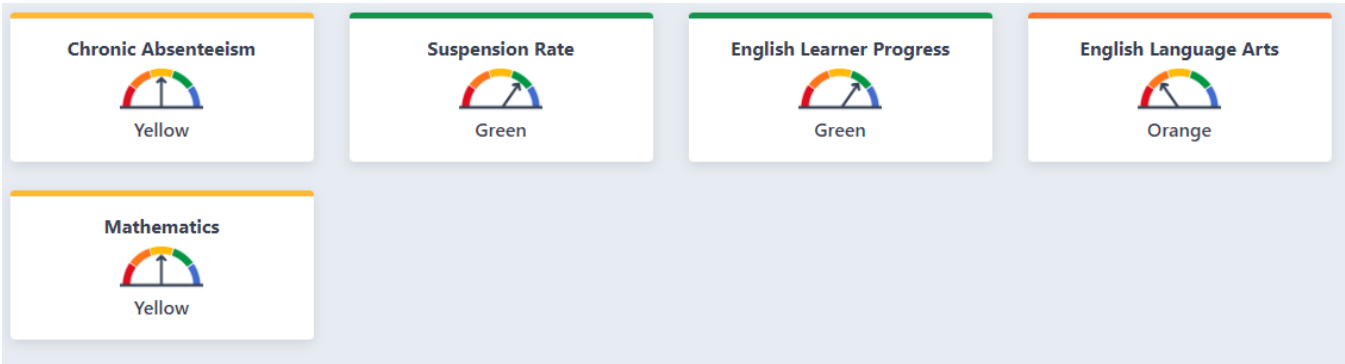 Chronic Absenteeism
Yellow
Suspension Rate
Green
English Learner Progress
Green
English Language Arts
Orange
Mathematics
Yellow